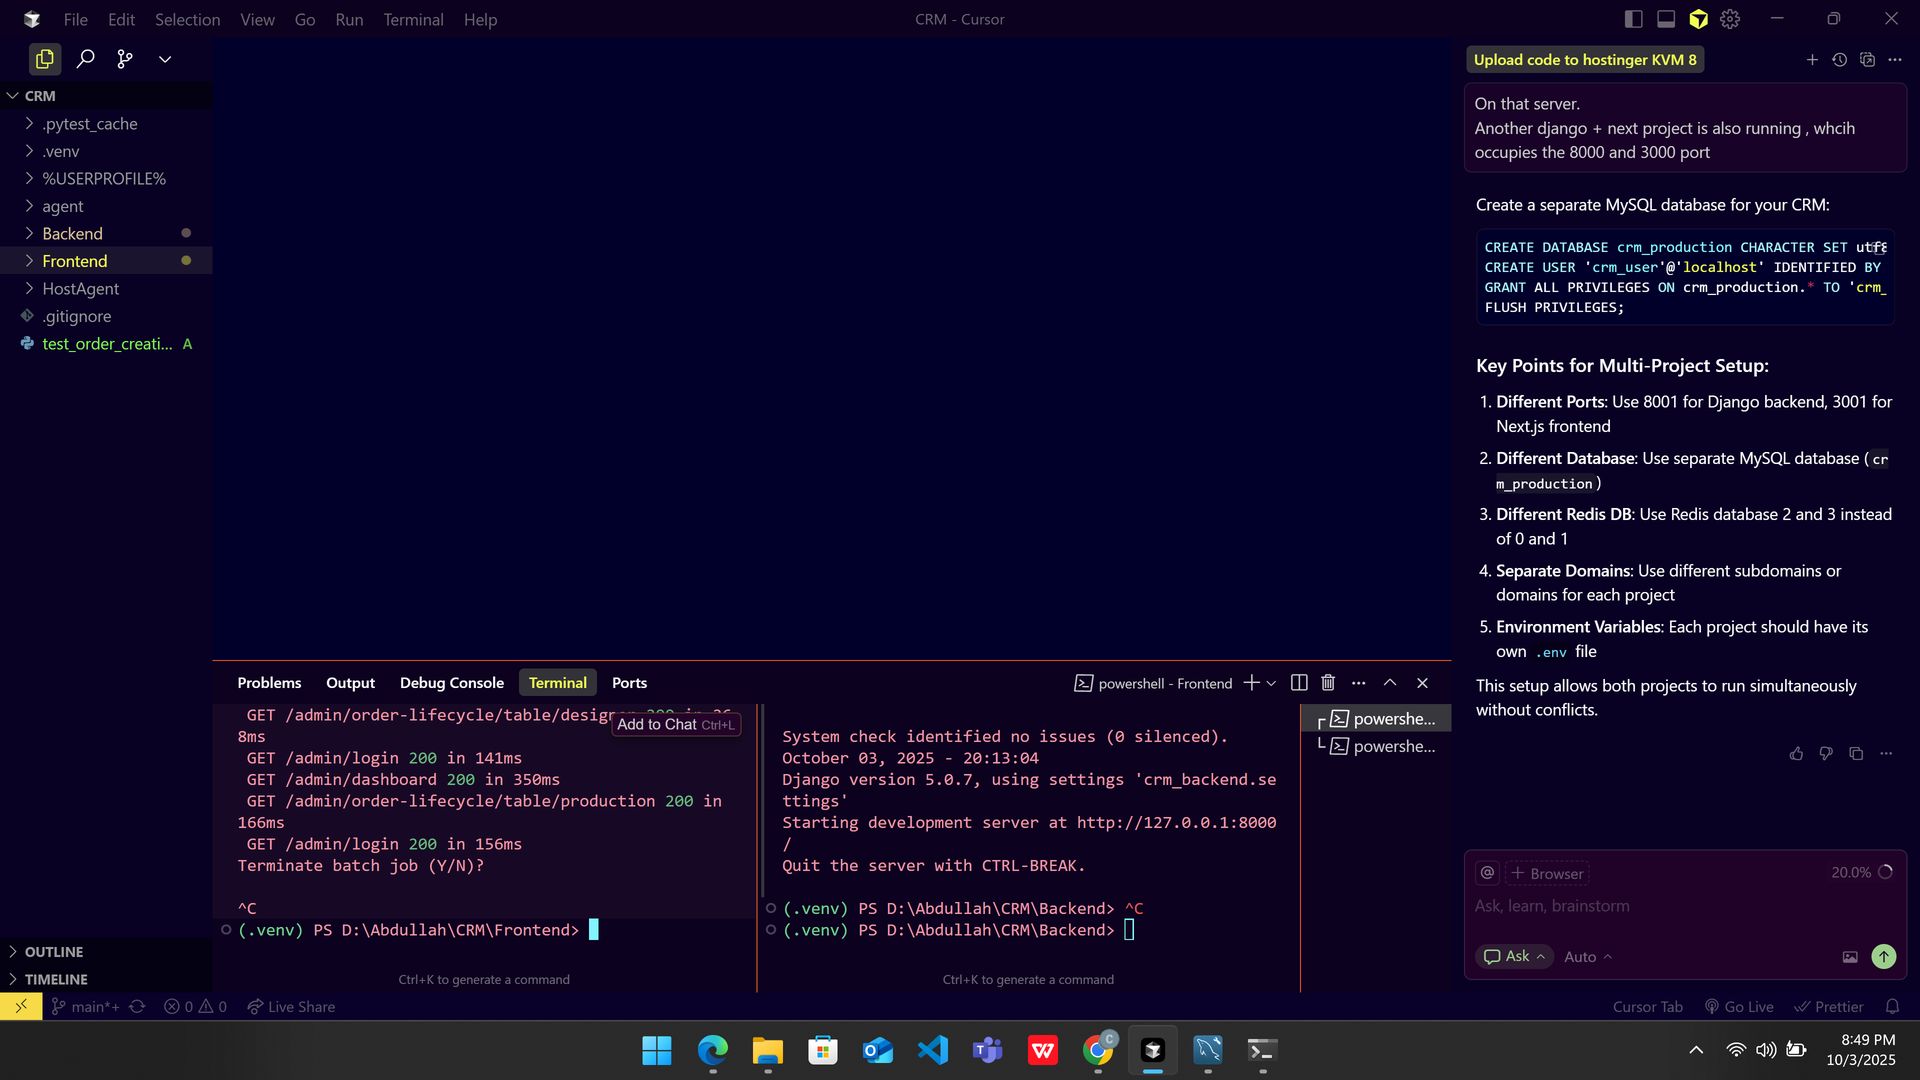 File Edit Selection View Go Run Terminal Help
CRM - Cursor
CRM
.pytest_cache
.venv
%USERPROFILE%
agent
Backend
Frontend
HostAgent
.gitignore
test_order_creati... A
OUTLINE
TIMELINE
Problems Output Debug Console Terminal Ports
powershell - Frontend
GET /admin/order-lifecycle/table/designer 200 in 26
8ms
Add to Chat Ctrl+L
GET /admin/login 200 in 141ms
GET /admin/dashboard 200 in 350ms
GET /admin/order-lifecycle/table/production 200 in
166ms
GET /admin/login 200 in 156ms
Terminate batch job (Y/N)?
^C
(.venv) PS D:\Abdullah\CRM\Frontend>
Ctrl+K to generate a command
System check identified no issues (0 silenced).
October 03, 2025 - 20:13:04
Django version 5.0.7, using settings 'crm_backend.se
ttings'
Starting development server at http://127.0.0.1:8000
/
Quit the server with CTRL-BREAK.
(.venv) PS D:\Abdullah\CRM\Backend> ^C
(.venv) PS D:\Abdullah\CRM\Backend>
Ctrl+K to generate a command
powershe...
powershe...
Upload code to hostinger KVM 8
On that server.
Another django + next project is also running , whcih
occupies the 8000 and 3000 port
Create a separate MySQL database for your CRM:
CREATE DATABASE crm_production CHARACTER SET utf8
CREATE USER 'crm_user'@'localhost' IDENTIFIED BY
GRANT ALL PRIVILEGES ON crm_production.* TO 'crm_
FLUSH PRIVILEGES;
Key Points for Multi-Project Setup:
1. Different Ports: Use 8001 for Django backend, 3001 for
Next.js frontend
2. Different Database: Use separate MySQL database (cr
m_production)
3. Different Redis DB: Use Redis database 2 and 3 instead
of 0 and 1
4. Separate Domains: Use different subdomains or
domains for each project
5. Environment Variables: Each project should have its
own .env file
This setup allows both projects to run simultaneously
without conflicts.
@ + Browser 20.0%
Ask, learn, brainstorm
Ask Auto
main*+ 0 0 Live Share
Cursor Tab Go Live Prettier
8:49 PM
10/3/2025